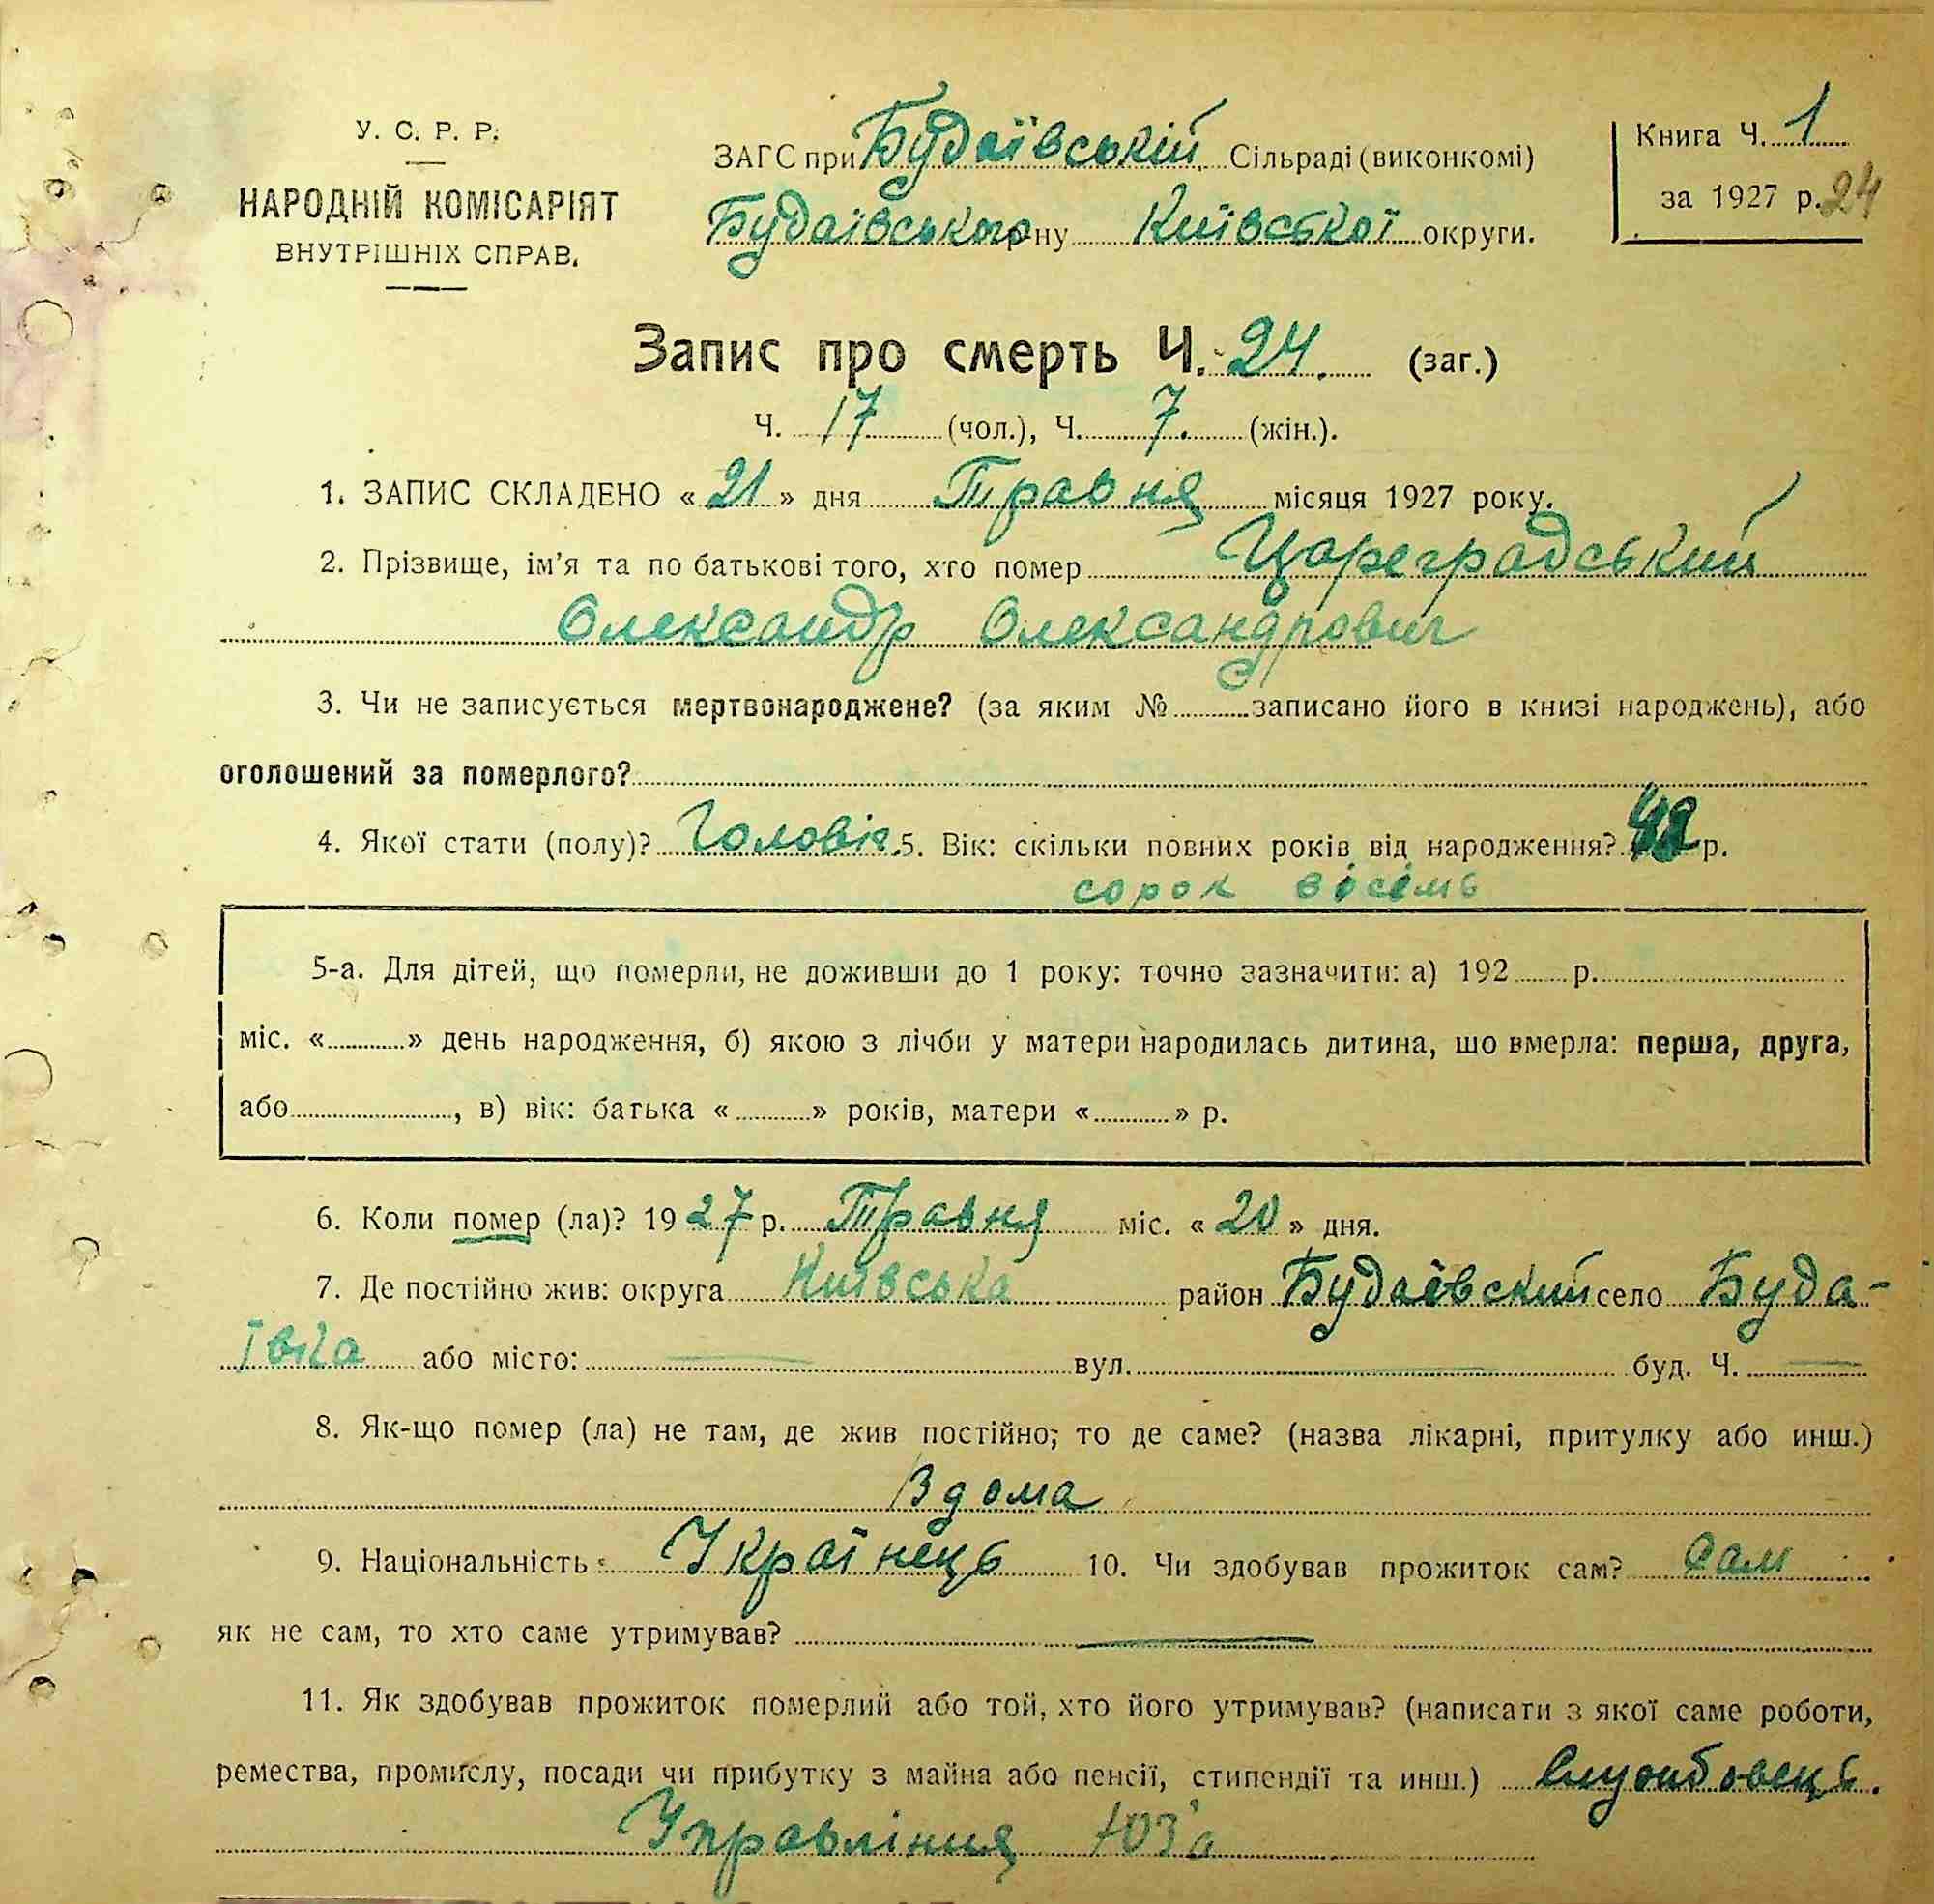 У. С. Р. Р.
НАРОДНІЙ КОМІСАРІЯТ
ВНУТРІШНІХ СПРАВ.
ЗАГС при Будаївській Сільраді (виконкомі)
Будаївського р-ну Київської округи.
Книга Ч. 1
за 1927 р. 24
Запис про смерть Ч. 24. (заг.)
Ч. 17 (чол.), Ч. 7. (жін.).
1. ЗАПИС СКЛАДЕНО « 21 » дня Травня місяця 1927 року.
2. Прізвище, ім'я та по батькові того, хто помер Цареградський
Олександр Олександрович
3. Чи не записується мертвонароджене? (за яким № записано його в книзі народжень), або
оголошений за померлого?
4. Якої стати (полу)? Чоловік. 5. Вік: скільки повних років від народження? 48 р.
сорок вісемь
5-а. Для дітей, що померли, не доживши до 1 року: точно зазначити: а) 192 р.
міс. « » день народження, б) якою з лічби у матери народилась дитина, що вмерла: перша, друга,
або , в) вік: батька « » років, матери « » р.
6. Коли помер (ла)? 1927 р. Травня міс. « 20 » дня.
7. Де постійно жив: округа Київська район Будаєвский село Буда-
ївка або місто: — вул. — буд. Ч. —
8. Як-що помер (ла) не там, де жив постійно; то де саме? (назва лікарні, притулку або инш.)
Вдома
9. Національність: Українець 10. Чи здобував прожиток сам? Сам
як не сам, то хто саме утримував? —
11. Як здобував прожиток померлий або той, хто його утримував? (написати з якої саме роботи,
ремества, промислу, посади чи прибутку з майна або пенсії, стипендії та инш.) Службовець.
Управління ЮЗ